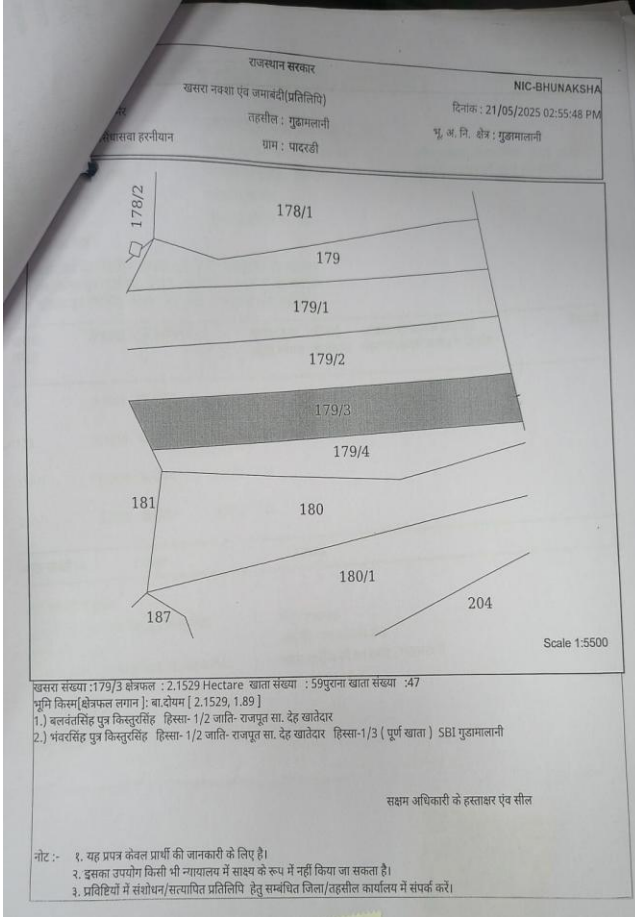 राजस्थान सरकार
NIC-BHUNAKSHA
खसरा नक्शा एंव जमाबंदी(प्रतिलिपि)
दिनांक : 21/05/2025 02:55:48 PM
तहसील : गुढामलानी
हरनीयान
भू. अ. नि. क्षेत्र : गुडामालानी
ग्राम : पादरडी
178/2
178/1
179
179/1
179/2
179/3
179/4
181
180
180/1
187
204
Scale 1:5500
खसरा संख्या :179/3 क्षेत्रफल : 2.1529 Hectare खाता संख्या : 59पुराना खाता संख्या :47
भूमि किस्म[क्षेत्रफल लगान ]: बा.दोयम [ 2.1529, 1.89 ]
1.) बलवंतसिंह पुत्र किस्तुरसिंह हिस्सा- 1/2 जाति- राजपूत सा. देह खातेदार
2.) भंवरसिंह पुत्र किस्तुरसिंह हिस्सा- 1/2 जाति- राजपूत सा. देह खातेदार हिस्सा-1/3 ( पूर्ण खाता ) SBI गुडामालानी
सक्षम अधिकारी के हस्ताक्षर एंव सील
नोट :- १. यह प्रपत्र केवल प्रार्थी की जानकारी के लिए है।
२. इसका उपयोग किसी भी न्यायालय में साक्ष्य के रूप में नहीं किया जा सकता है।
३. प्रविष्टियों में संशोधन/सत्यापित प्रतिलिपि हेतु सम्बंधित जिला/तहसील कार्यालय में संपर्क करें।